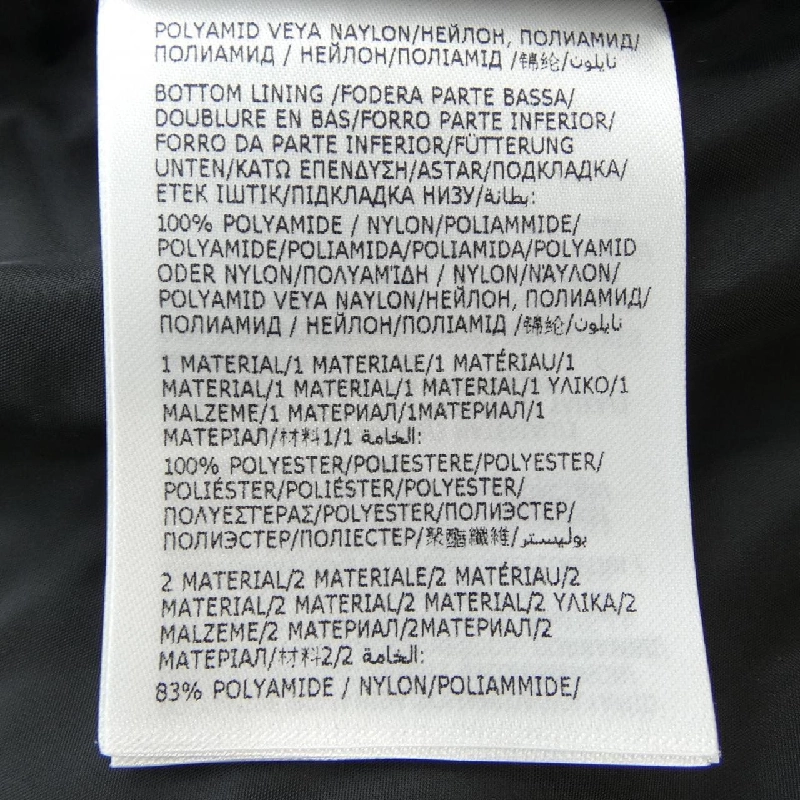 POLYAMID VEYA NAYLON/НЕЙЛОН, ПОЛИАМИД/
ПОЛИАМИД / НЕЙЛОН/ПОЛІАМІД /锦纶/نايلون
BOTTOM LINING /FODERA PARTE BASSA/
DOUBLURE EN BAS/FORRO PARTE INFERIOR/
FORRO DA PARTE INFERIOR/FÜTTERUNG
UNTEN/ΚΑΤΩ ΕΠΕΝΔΥΣΗ/ASTAR/ПОДКЛАДКА/
ЕТЕК ІШТІК/ПІДКЛАДКА НИЗУ/بطانة:
100% POLYAMIDE / NYLON/POLIAMMIDE/
POLYAMIDE/POLIAMIDA/POLIAMIDA/POLYAMID
ODER NYLON/ΠΟΛΥΑΜΊΔΗ / NYLON/ΝΆΥΛΟΝ/
POLYAMID VEYA NAYLON/НЕЙЛОН, ПОЛИАМИД/
ПОЛИАМИД / НЕЙЛОН/ПОЛІАМІД /锦纶/نايلون
1 MATERIAL/1 MATERIALE/1 MATÉRIAU/1
MATERIAL/1 MATERIAL/1 MATERIAL/1 ΥΛΙΚΟ/1
MALZEME/1 МАТЕРИАЛ/1МАТЕРИАЛ/1
МАТЕРІАЛ/材料1/1 الخامة:
100% POLYESTER/POLIESTERE/POLYESTER/
POLIÉSTER/POLIÉSTER/POLYESTER/
ΠΟΛΥΕΣΤΕΡΑΣ/POLYESTER/ПОЛИЭСТЕР/
ПОЛИЭСТЕР/ПОЛІЕСТЕР/聚酯纖維/بوليستر
2 MATERIAL/2 MATERIALE/2 MATÉRIAU/2
MATERIAL/2 MATERIAL/2 MATERIAL/2 ΥΛΙΚΑ/2
MALZEME/2 МАТЕРИАЛ/2МАТЕРИАЛ/2
МАТЕРІАЛ/材料2/2 الخامة:
83% POLYAMIDE / NYLON/POLIAMMIDE/